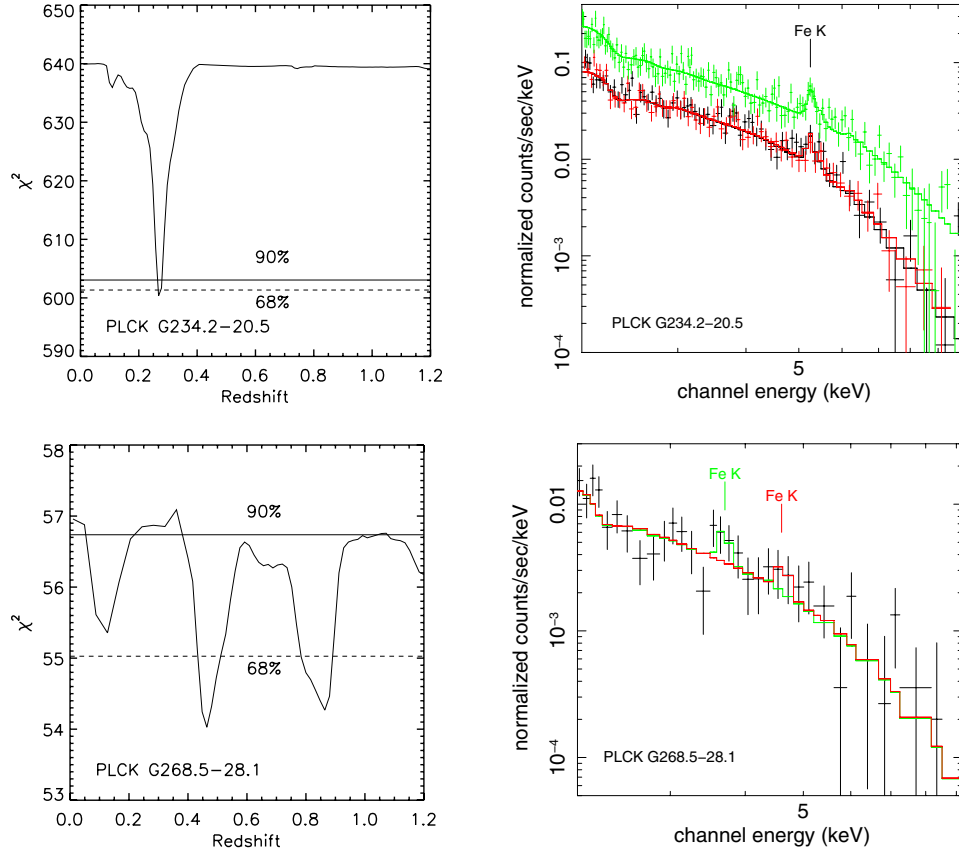 640
630
620
610
600
590
χ²
90%
68%
PLCK G234.2−20.5
0.0 0.2 0.4 0.6 0.8 1.0 1.2
Redshift
Fe K
0.1
0.01
10⁻³
10⁻⁴
normalized counts/sec/keV
PLCK G234.2−20.5
5
channel energy (keV)
58
57
56
55
54
53
χ²
90%
68%
PLCK G268.5−28.1
0.0 0.2 0.4 0.6 0.8 1.0 1.2
Redshift
Fe K
Fe K
0.01
10⁻³
10⁻⁴
normalized counts/sec/keV
PLCK G268.5−28.1
5
channel energy (keV)